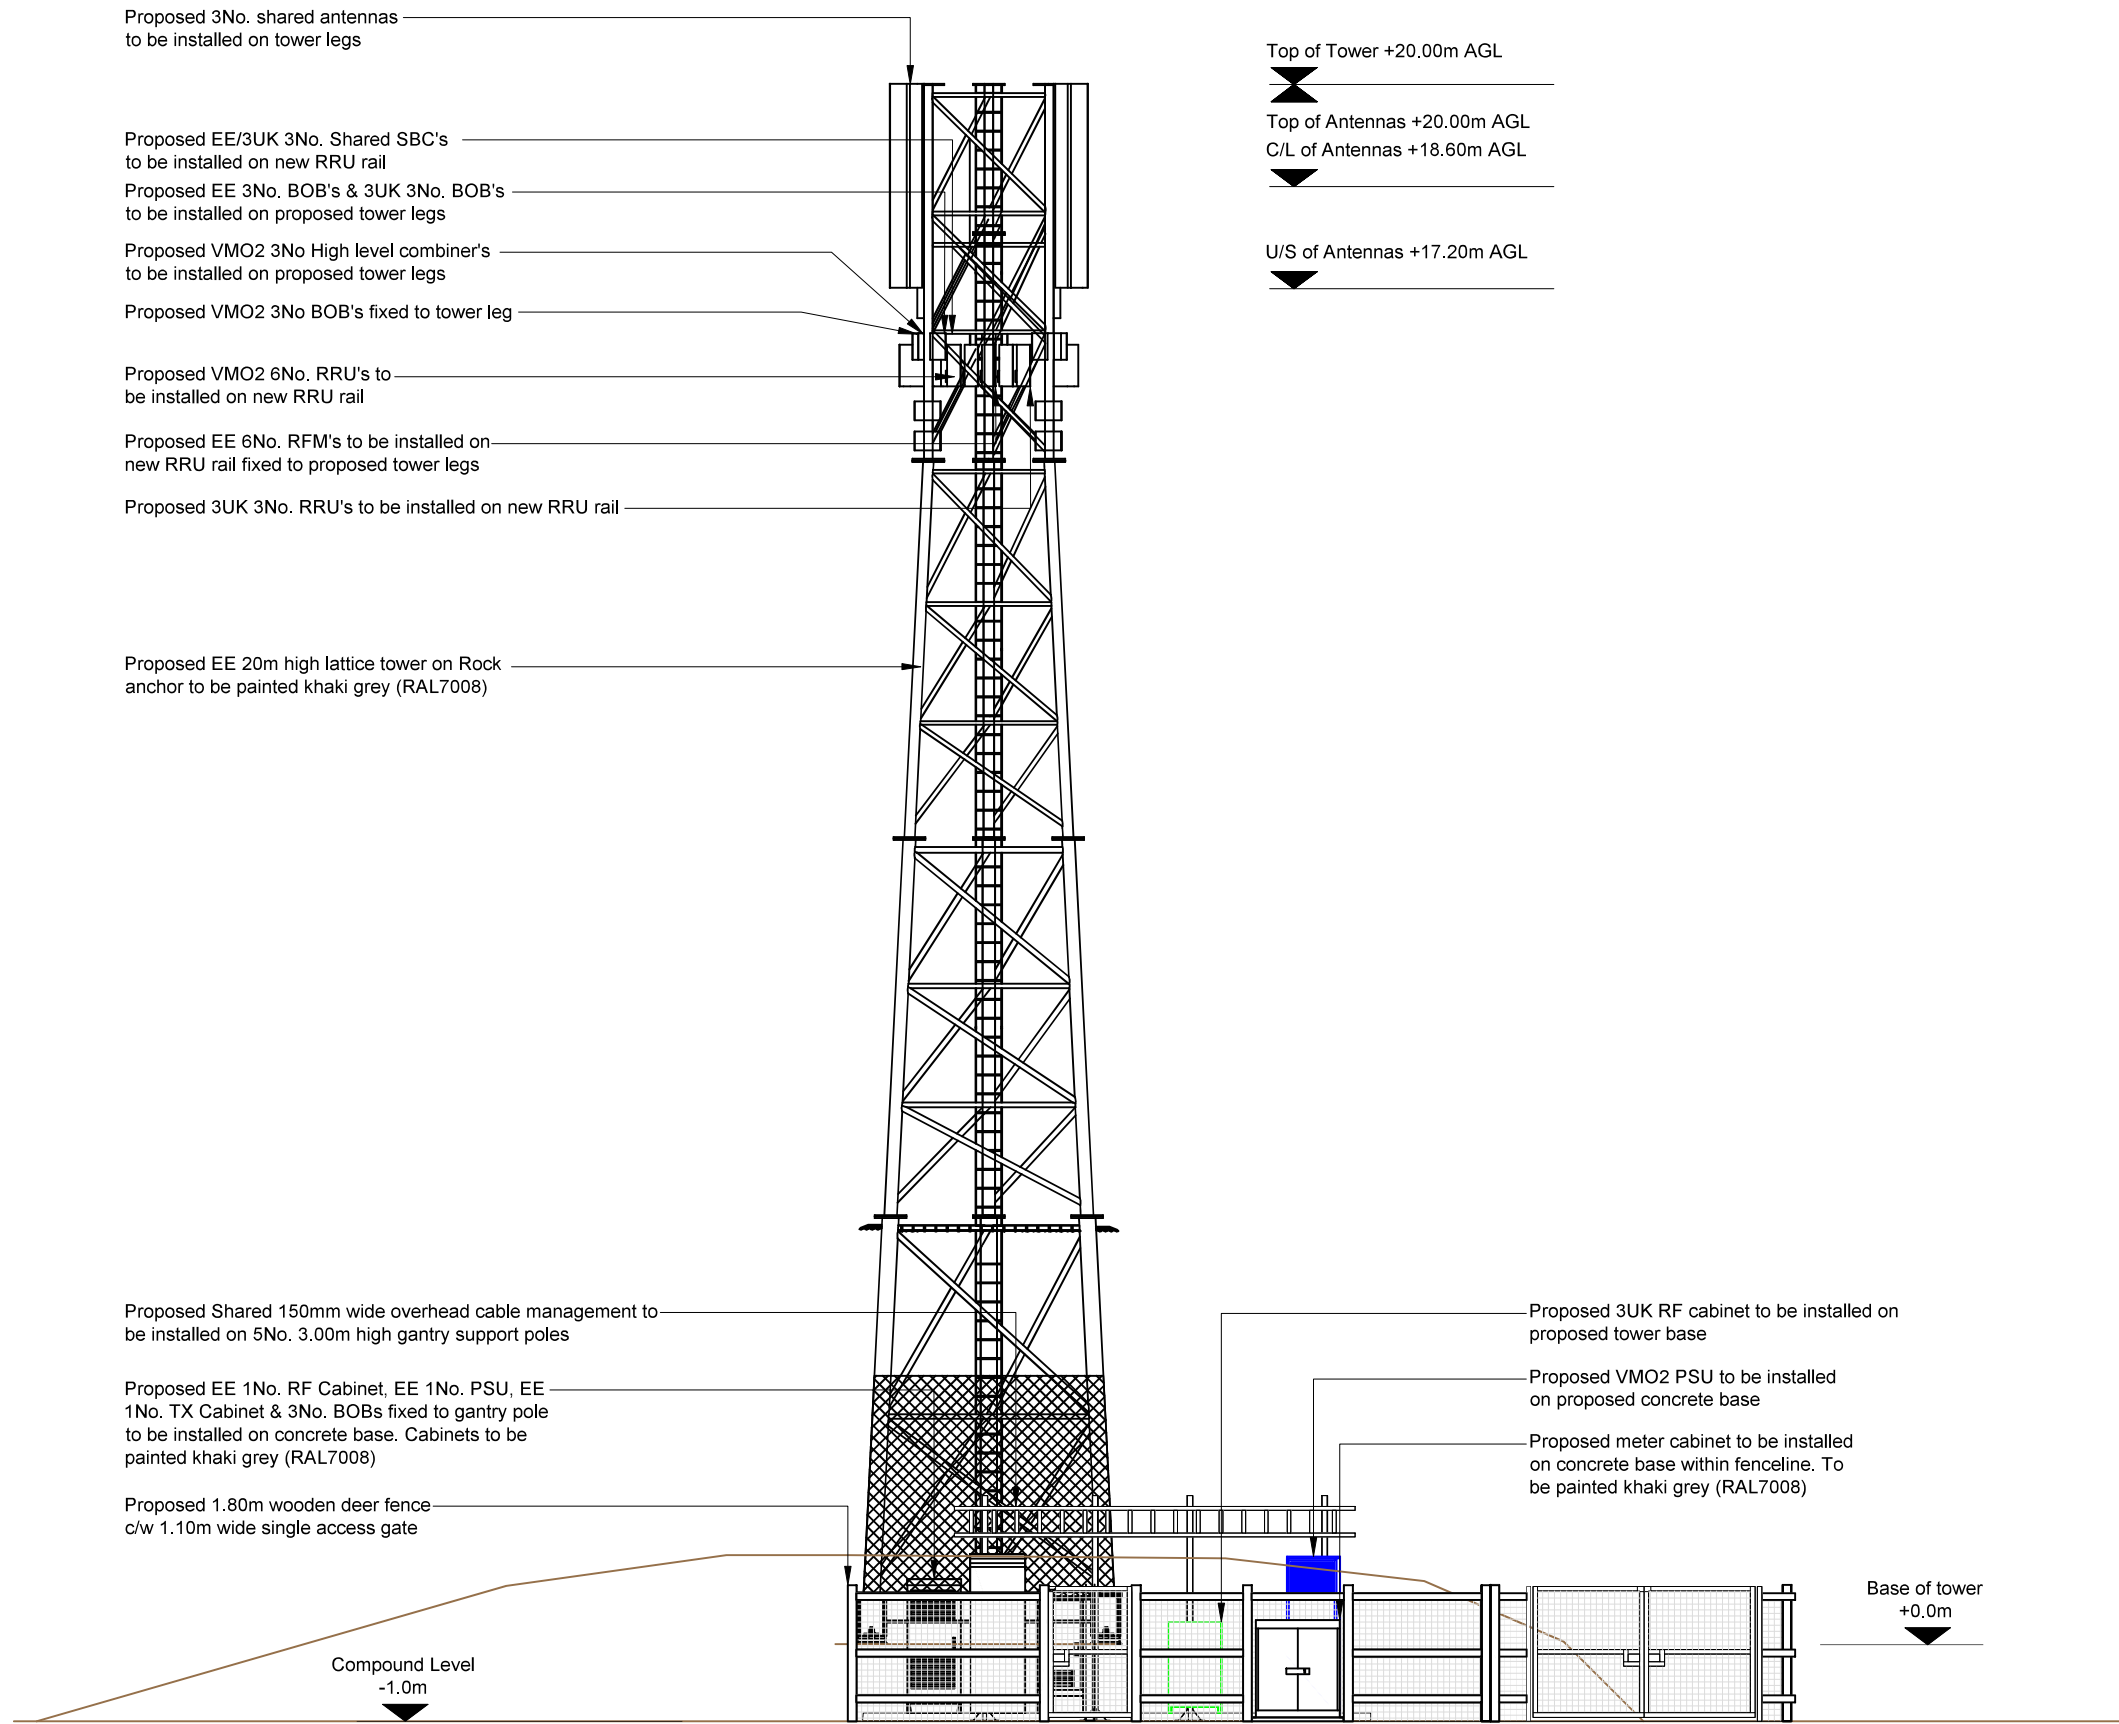 Proposed 3No. shared antennas
to be installed on tower legs
Proposed EE/3UK 3No. Shared SBC's
to be installed on new RRU rail
Proposed EE 3No. BOB's & 3UK 3No. BOB's
to be installed on proposed tower legs
Proposed VMO2 3No High level combiner's
to be installed on proposed tower legs
Proposed VMO2 3No BOB's fixed to tower leg
Proposed VMO2 6No. RRU's to
be installed on new RRU rail
Proposed EE 6No. RFM's to be installed on
new RRU rail fixed to proposed tower legs
Proposed 3UK 3No. RRU's to be installed on new RRU rail
Proposed EE 20m high lattice tower on Rock
anchor to be painted khaki grey (RAL7008)
Proposed Shared 150mm wide overhead cable management to
be installed on 5No. 3.00m high gantry support poles
Proposed EE 1No. RF Cabinet, EE 1No. PSU, EE
1No. TX Cabinet & 3No. BOBs fixed to gantry pole
to be installed on concrete base. Cabinets to be
painted khaki grey (RAL7008)
Proposed 1.80m wooden deer fence
c/w 1.10m wide single access gate
Compound Level
-1.0m
Top of Tower +20.00m AGL
Top of Antennas +20.00m AGL
C/L of Antennas +18.60m AGL
U/S of Antennas +17.20m AGL
Proposed 3UK RF cabinet to be installed on
proposed tower base
Proposed VMO2 PSU to be installed
on proposed concrete base
Proposed meter cabinet to be installed
on concrete base within fenceline. To
be painted khaki grey (RAL7008)
Base of tower
+0.0m